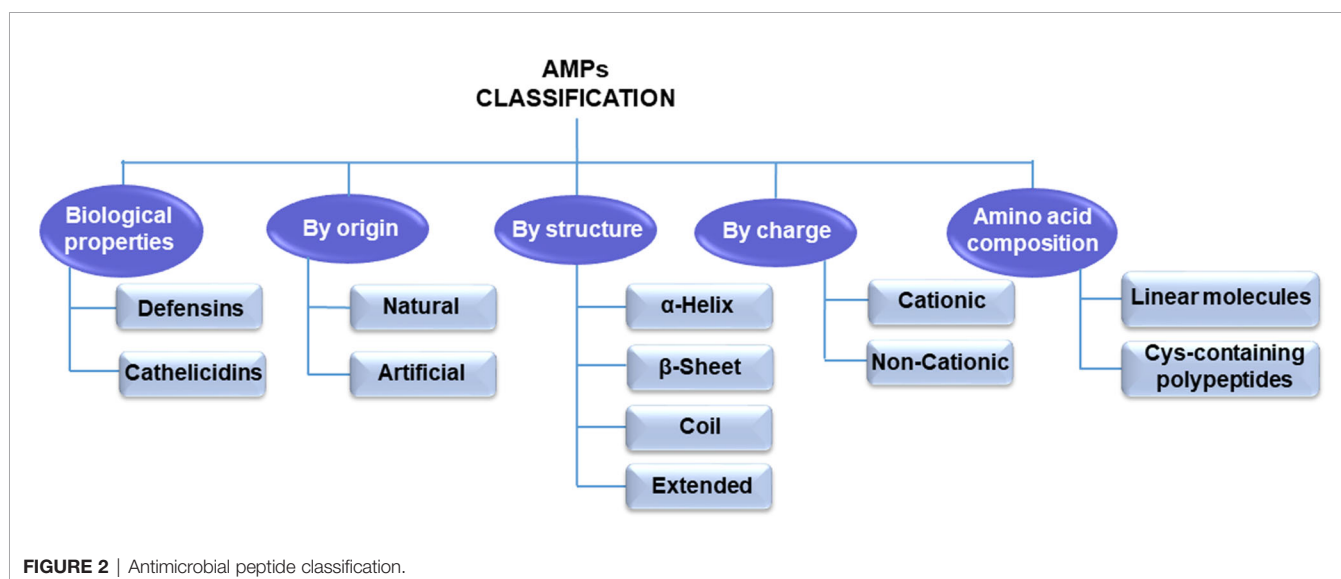 AMPs
CLASSIFICATION
Biological
properties
By origin
By structure
By charge
Amino acid
composition
Defensins
Cathelicidins
Natural
Artificial
α-Helix
β-Sheet
Coil
Extended
Cationic
Non-Cationic
Linear molecules
Cys-containing
polypeptides
FIGURE 2 | Antimicrobial peptide classification.